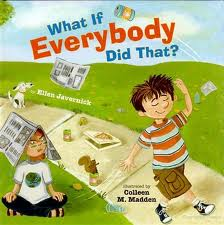 What If
Everybody
Did That?
by
Ellen Javernick
illustrated by
Colleen
M. Madden